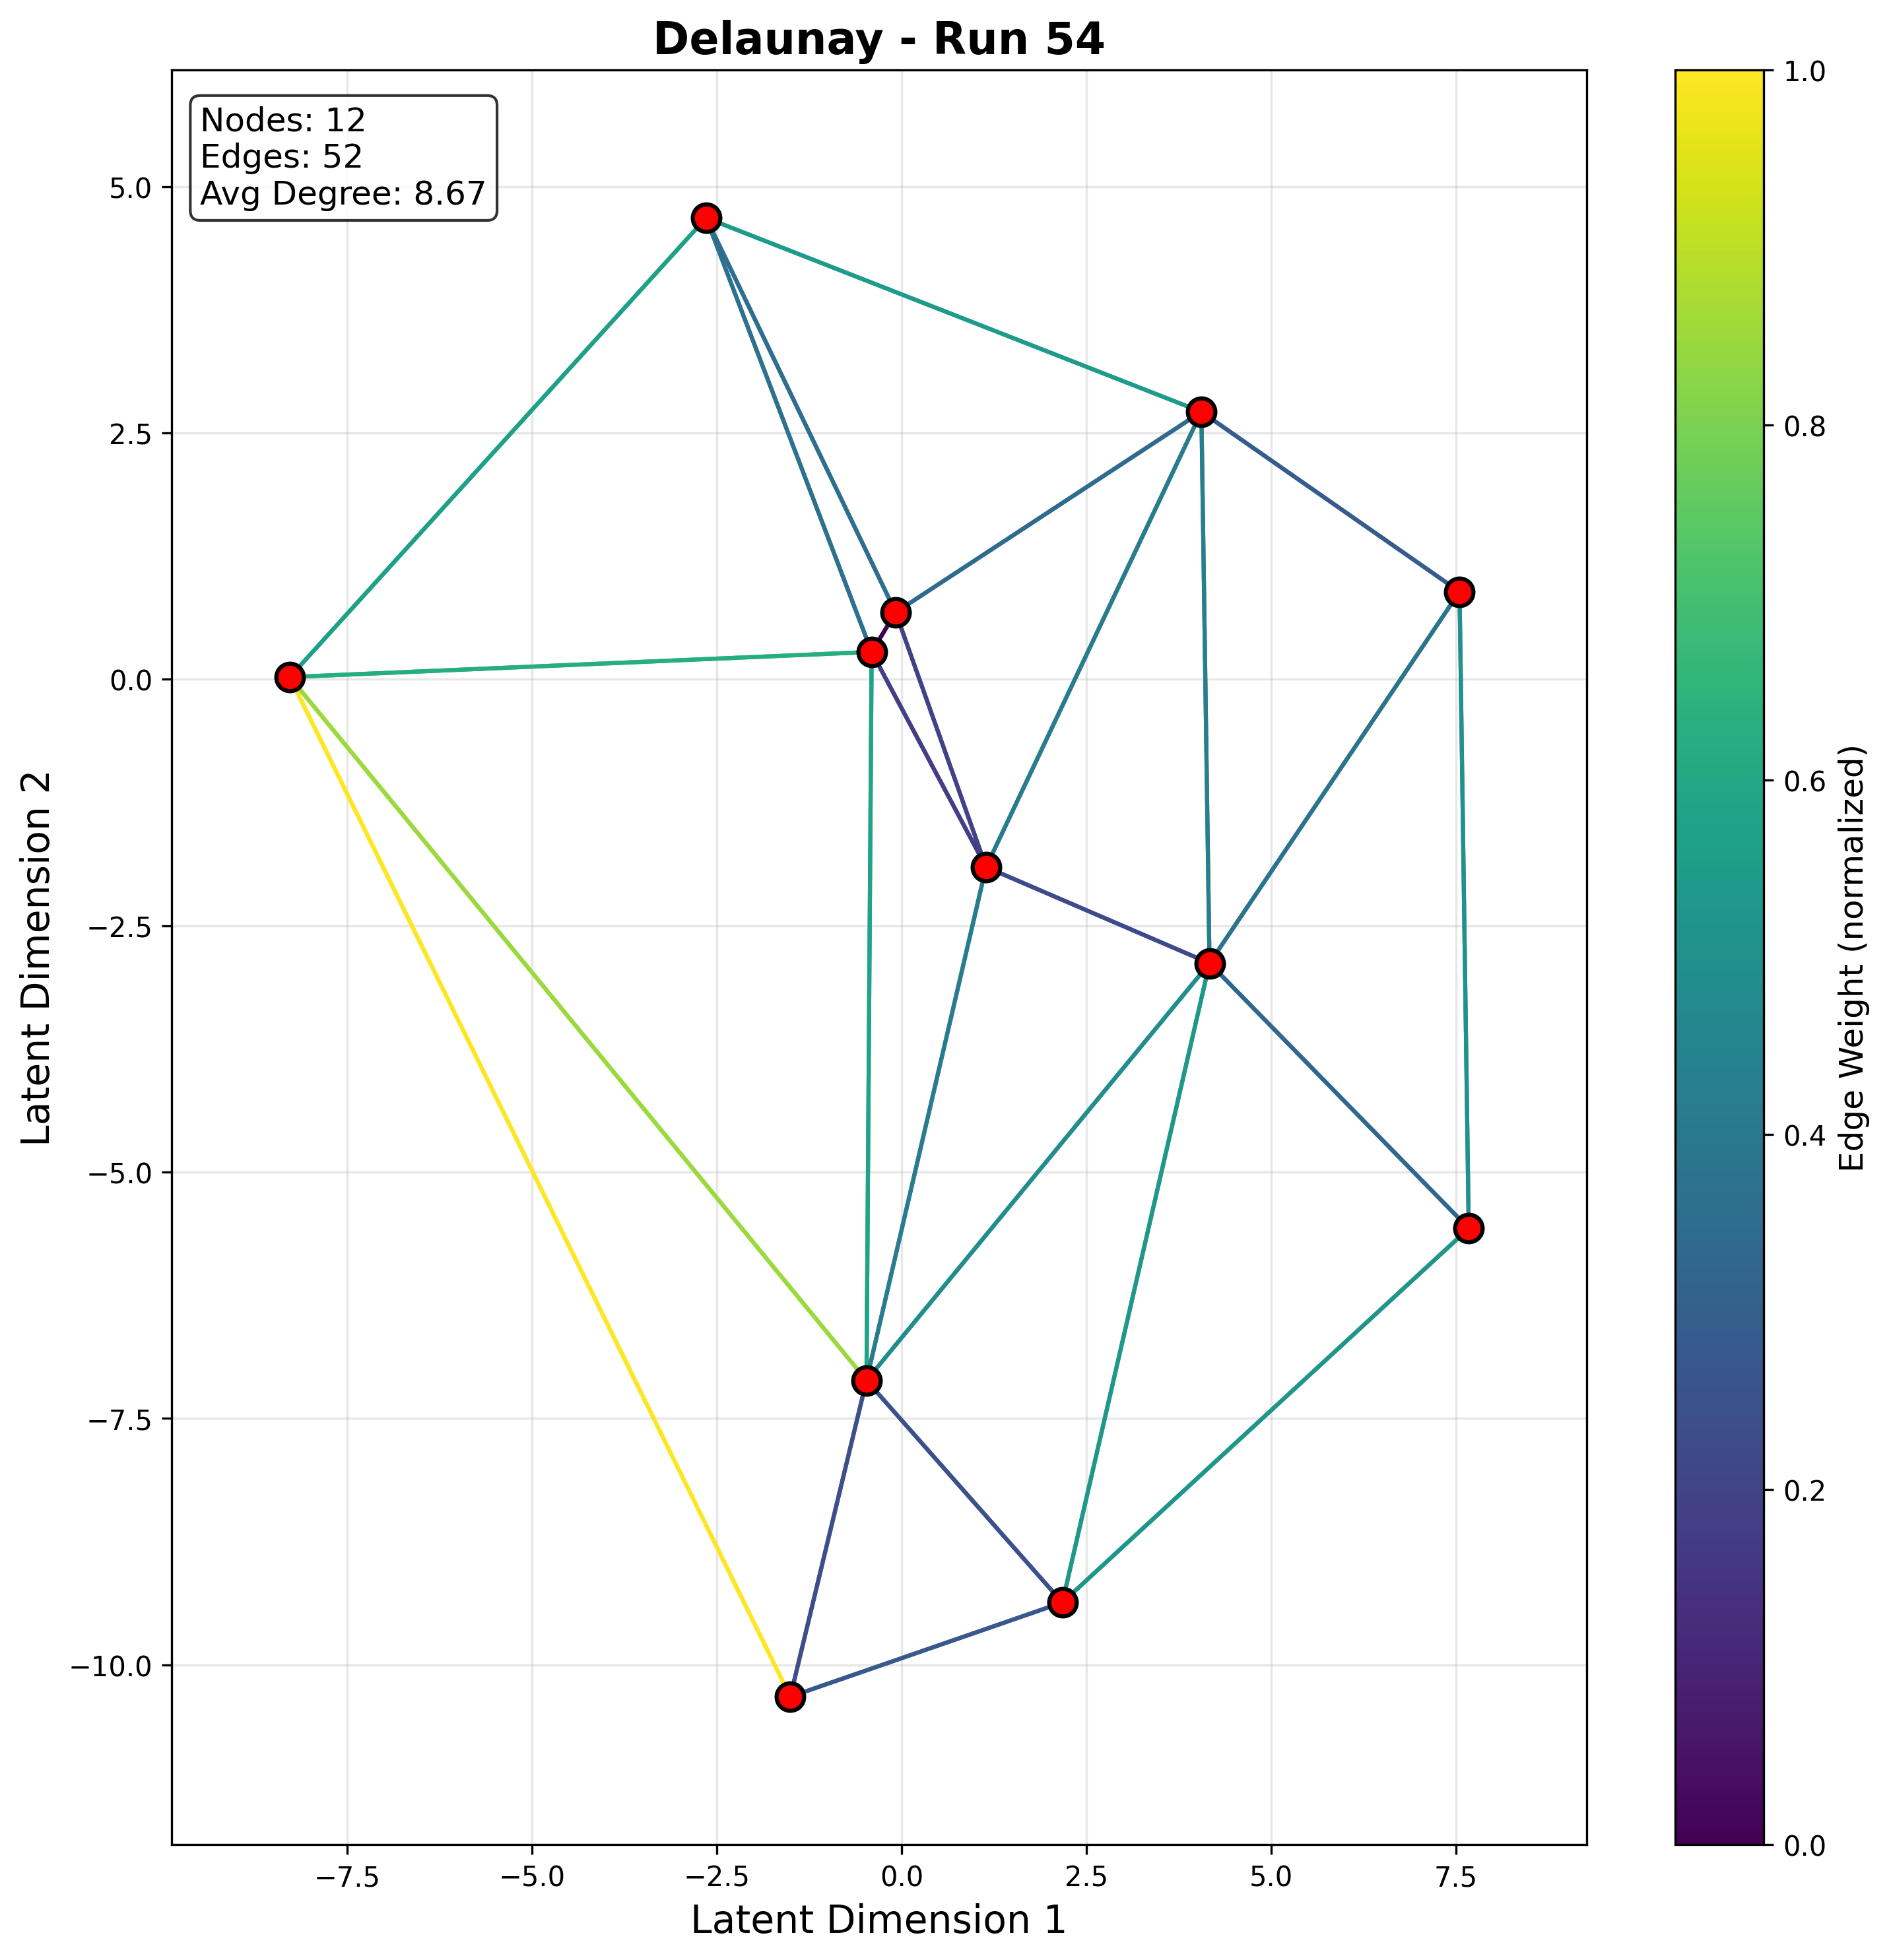 Delaunay - Run 54
Nodes: 12
Edges: 52
Avg Degree: 8.67
5.0
2.5
0.0
−2.5
−5.0
−7.5
−10.0
−7.5
−5.0
−2.5
0.0
2.5
5.0
7.5
Latent Dimension 1
Latent Dimension 2
1.0
0.8
0.6
0.4
0.2
0.0
Edge Weight (normalized)